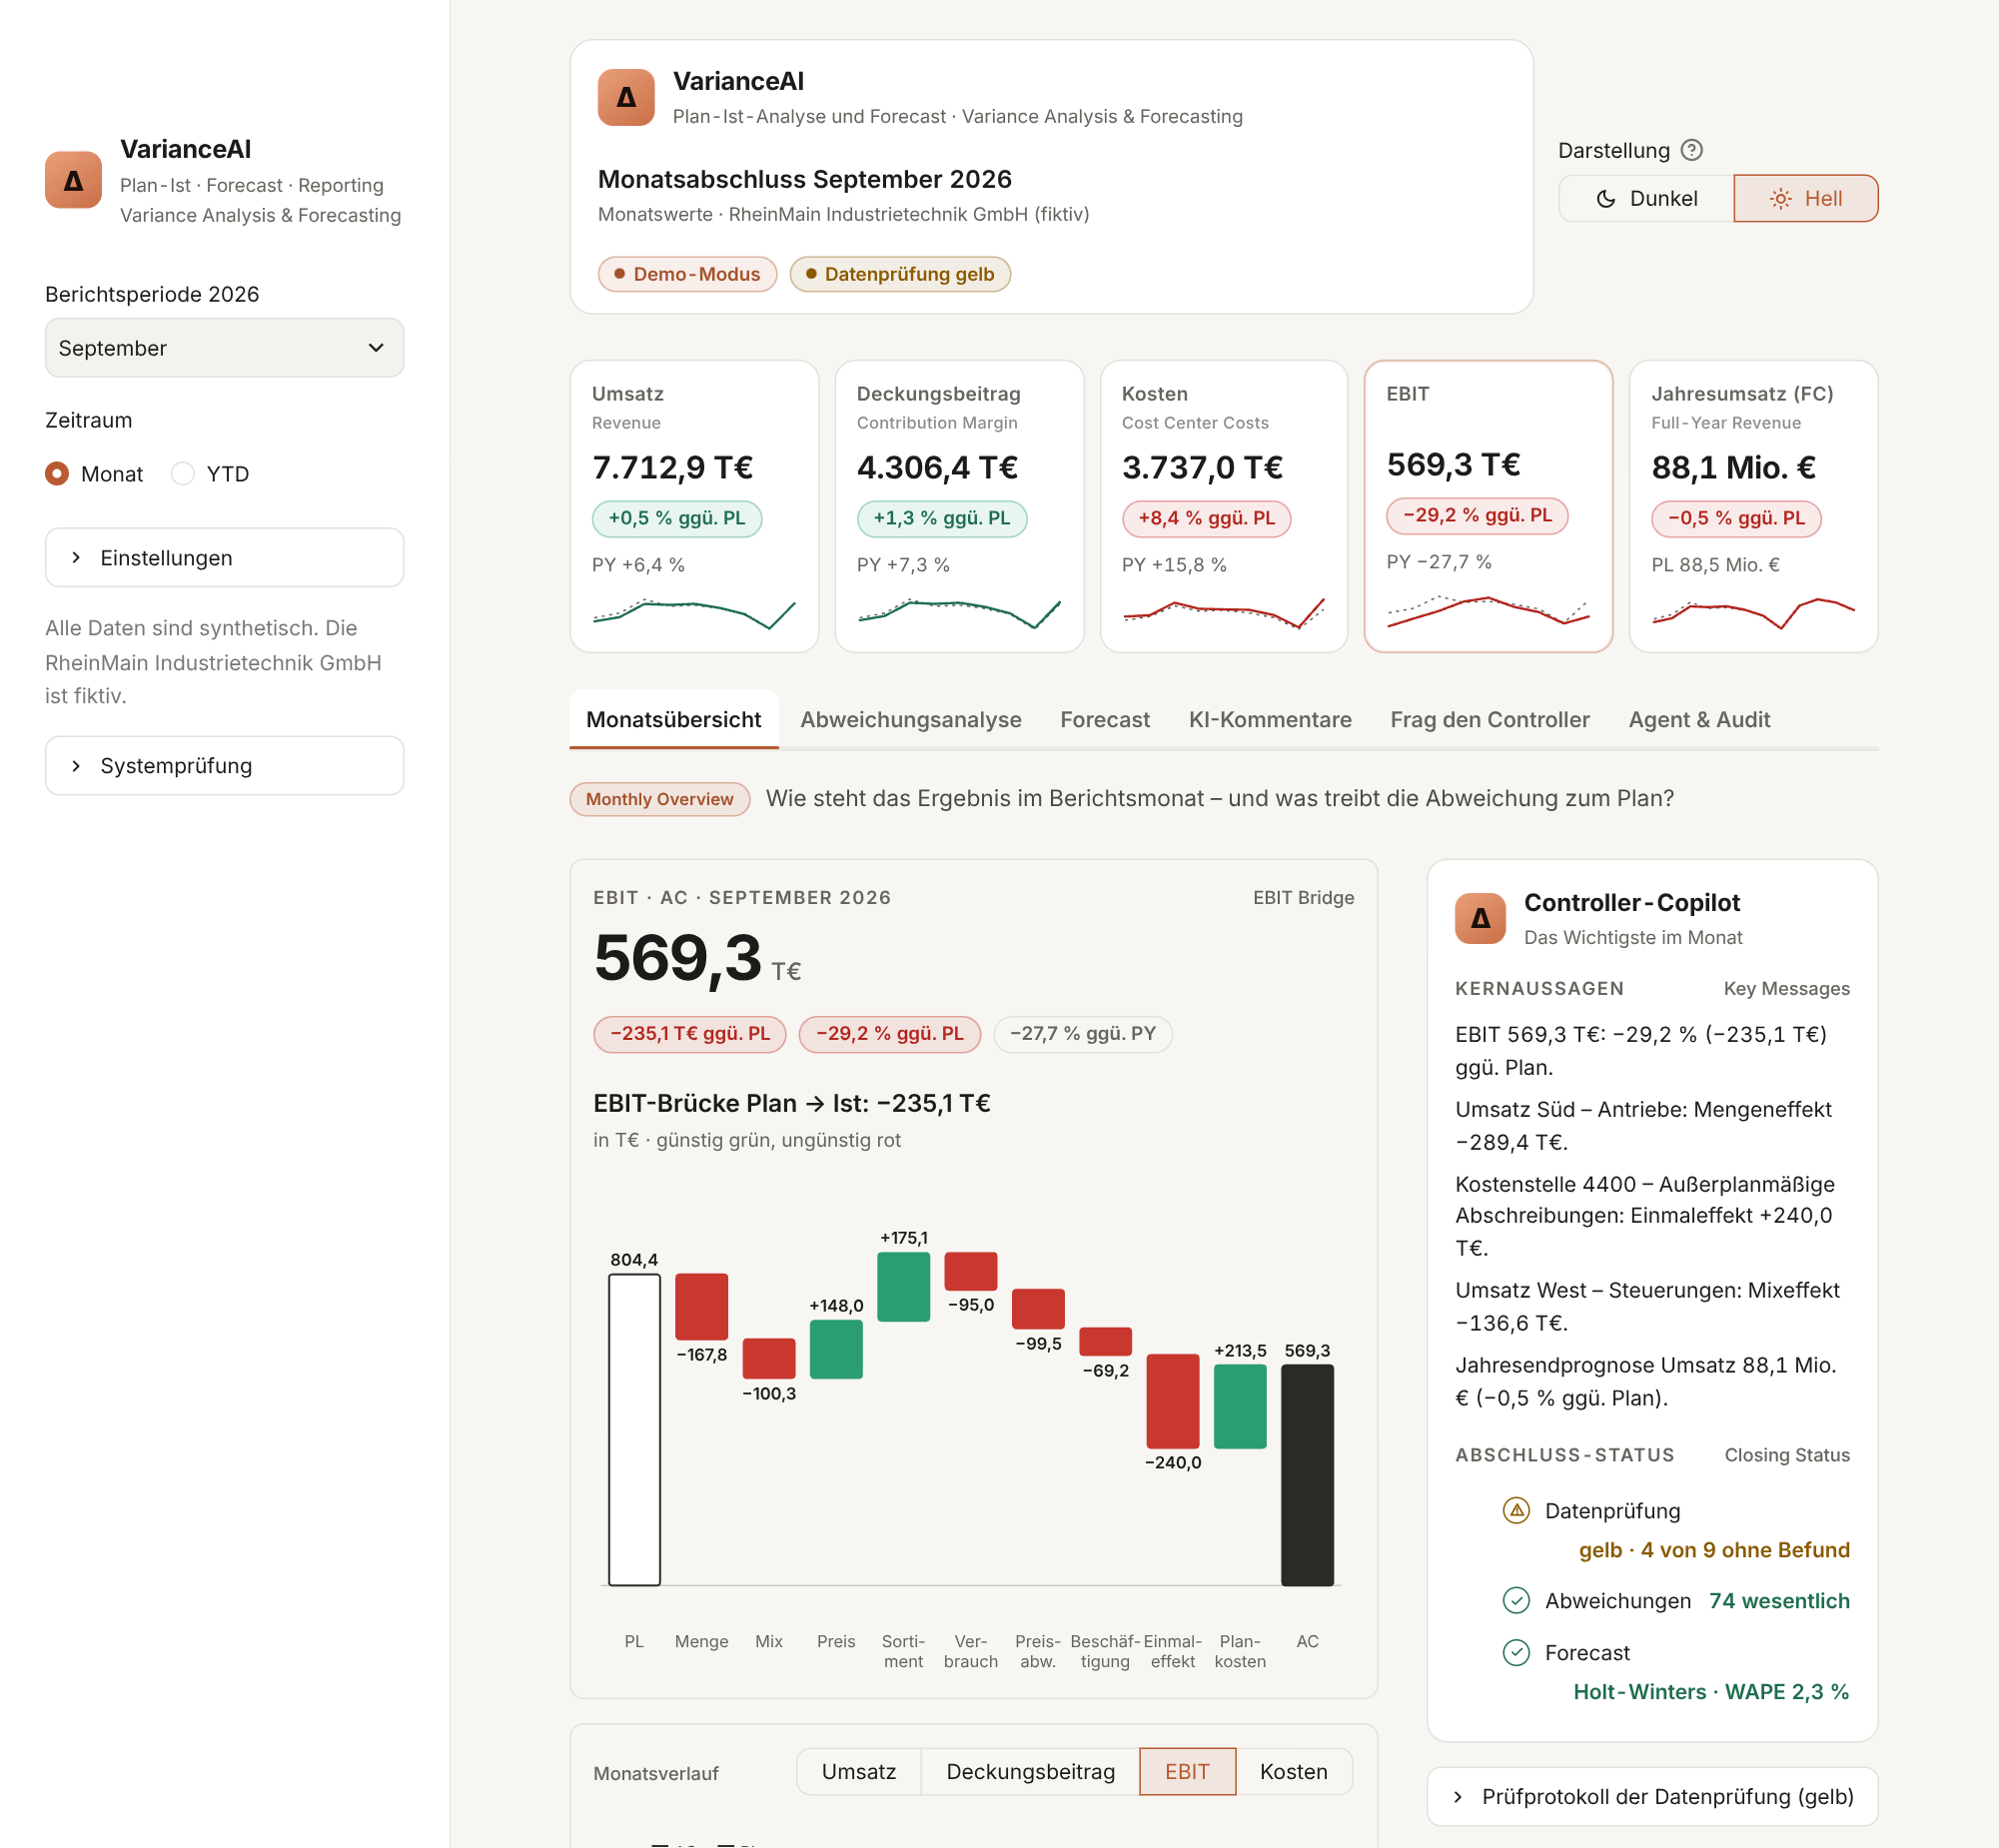 VarianceAI
Plan-Ist · Forecast · Reporting
Variance Analysis & Forecasting
Berichtsperiode 2026
September
Zeitraum
Monat
YTD
Einstellungen
Alle Daten sind synthetisch. Die
RheinMain Industrietechnik GmbH
ist fiktiv.
Systemprüfung
VarianceAI
Plan-Ist-Analyse und Forecast · Variance Analysis & Forecasting
Monatsabschluss September 2026
Monatswerte · RheinMain Industrietechnik GmbH (fiktiv)
Demo-Modus
Datenprüfung gelb
Darstellung
Dunkel
Hell
Umsatz
Revenue
7.712,9 T€
+0,5 % ggü. PL
PY +6,4 %
Deckungsbeitrag
Contribution Margin
4.306,4 T€
+1,3 % ggü. PL
PY +7,3 %
Kosten
Cost Center Costs
3.737,0 T€
+8,4 % ggü. PL
PY +15,8 %
EBIT
569,3 T€
−29,2 % ggü. PL
PY −27,7 %
Jahresumsatz (FC)
Full-Year Revenue
88,1 Mio. €
−0,5 % ggü. PL
PL 88,5 Mio. €
Monatsübersicht
Abweichungsanalyse
Forecast
KI-Kommentare
Frag den Controller
Agent & Audit
Monthly Overview
Wie steht das Ergebnis im Berichtsmonat – und was treibt die Abweichung zum Plan?
EBIT · AC · SEPTEMBER 2026
EBIT Bridge
569,3 T€
−235,1 T€ ggü. PL
−29,2 % ggü. PL
−27,7 % ggü. PY
EBIT-Brücke Plan → Ist: −235,1 T€
in T€ · günstig grün, ungünstig rot
804,4
−167,8
−100,3
+148,0
+175,1
−95,0
−99,5
−69,2
−240,0
+213,5
569,3
PL
Menge
Mix
Preis
Sorti-
ment
Ver-
brauch
Preis-
abw.
Beschäf-
tigung
Einmal-
effekt
Plan-
kosten
AC
Monatsverlauf
Umsatz
Deckungsbeitrag
EBIT
Kosten
Controller-Copilot
Das Wichtigste im Monat
KERNAUSSAGEN
Key Messages
EBIT 569,3 T€: −29,2 % (−235,1 T€)
ggü. Plan.
Umsatz Süd – Antriebe: Mengeneffekt
−289,4 T€.
Kostenstelle 4400 – Außerplanmäßige
Abschreibungen: Einmaleffekt +240,0
T€.
Umsatz West – Steuerungen: Mixeffekt
−136,6 T€.
Jahresendprognose Umsatz 88,1 Mio.
€ (−0,5 % ggü. Plan).
ABSCHLUSS-STATUS
Closing Status
Datenprüfung
gelb · 4 von 9 ohne Befund
Abweichungen
74 wesentlich
Forecast
Holt-Winters · WAPE 2,3 %
Prüfprotokoll der Datenprüfung (gelb)